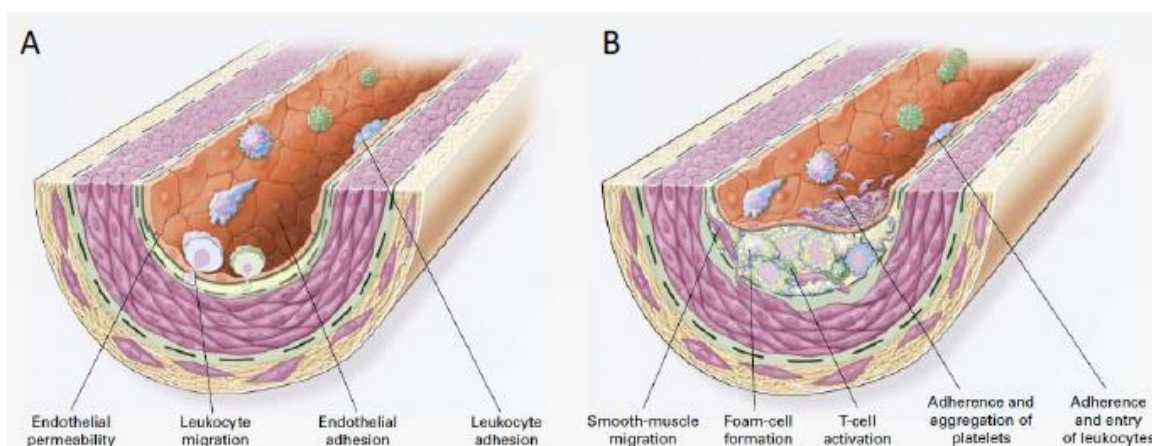 A
B
Endothelial
permeability
Leukocyte
migration
Endothelial
adhesion
Leukocyte
adhesion
Smooth-muscle
migration
Foam-cell
formation
T-cell
activation
Adherence and
aggregation of
platelets
Adherence
and entry
of leukocytes